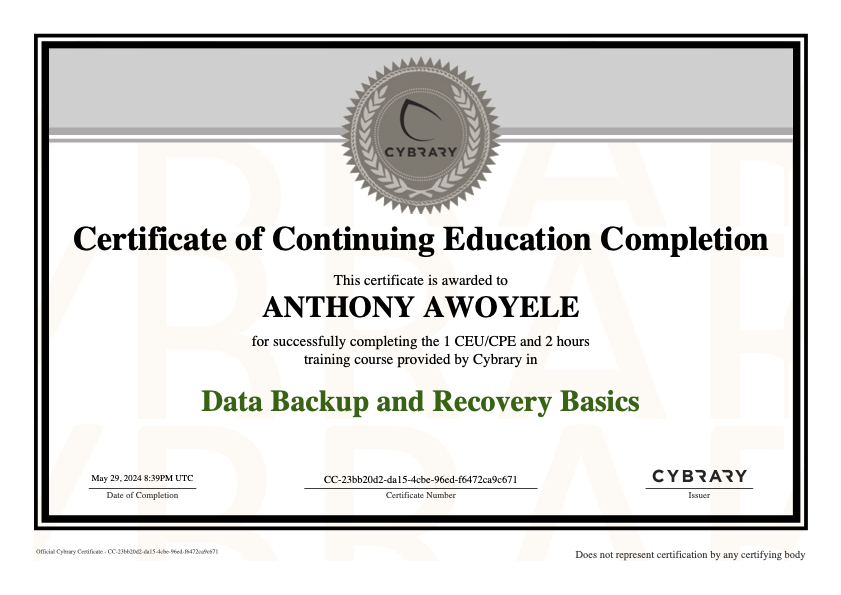 CYBRARY
Certificate of Continuing Education Completion
This certificate is awarded to
ANTHONY AWOYELE
for successfully completing the 1 CEU/CPE and 2 hours
training course provided by Cybrary in
Data Backup and Recovery Basics
May 29, 2024 8:39PM UTC
Date of Completion
CC-23bb20d2-da15-4cbe-96ed-f6472ca9c671
Certificate Number
CYBRARY
Issuer
Official Cybrary Certificate - CC-23bb20d2-da15-4cbe-96ed-f6472ca9c671
Does not represent certification by any certifying body